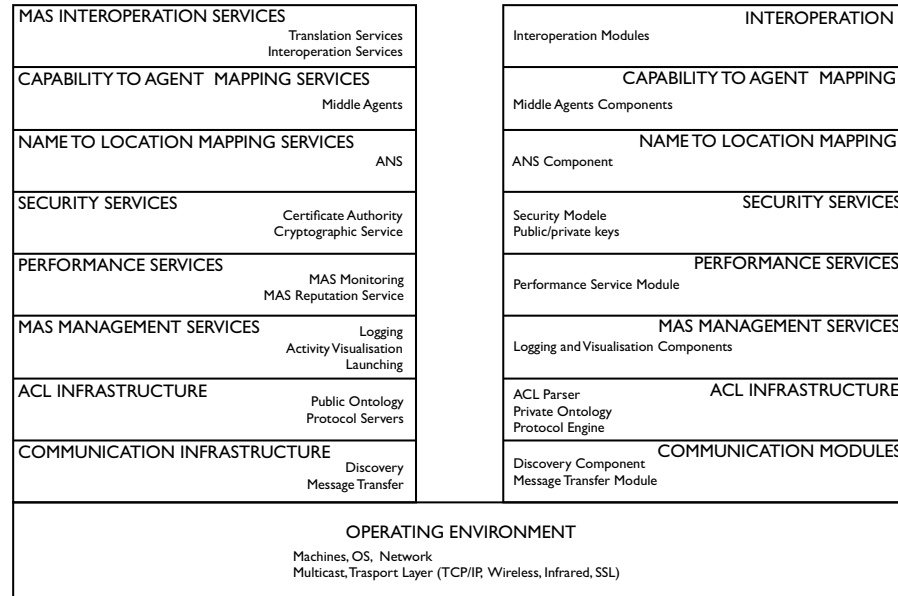 MAS INTEROPERATION SERVICES
Translation Services
Interoperation Services
CAPABILITY TO AGENT MAPPING SERVICES
Middle Agents
NAME TO LOCATION MAPPING SERVICES
ANS
SECURITY SERVICES
Certificate Authority
Cryptographic Service
PERFORMANCE SERVICES
MAS Monitoring
MAS Reputation Service
MAS MANAGEMENT SERVICES
Logging
Activity Visualisation
Launching
ACL INFRASTRUCTURE
Public Ontology
Protocol Servers
COMMUNICATION INFRASTRUCTURE
Discovery
Message Transfer
INTEROPERATION
Interoperation Modules
CAPABILITY TO AGENT MAPPING
Middle Agents Components
NAME TO LOCATION MAPPING
ANS Component
SECURITY SERVICES
Security Modele
Public/private keys
PERFORMANCE SERVICES
Performance Service Module
MAS MANAGEMENT SERVICES
Logging and Visualisation Components
ACL INFRASTRUCTURE
ACL Parser
Private Ontology
Protocol Engine
COMMUNICATION MODULES
Discovery Component
Message Transfer Module
OPERATING ENVIRONMENT
Machines, OS, Network
Multicast, Trasport Layer (TCP/IP, Wireless, Infrared, SSL)